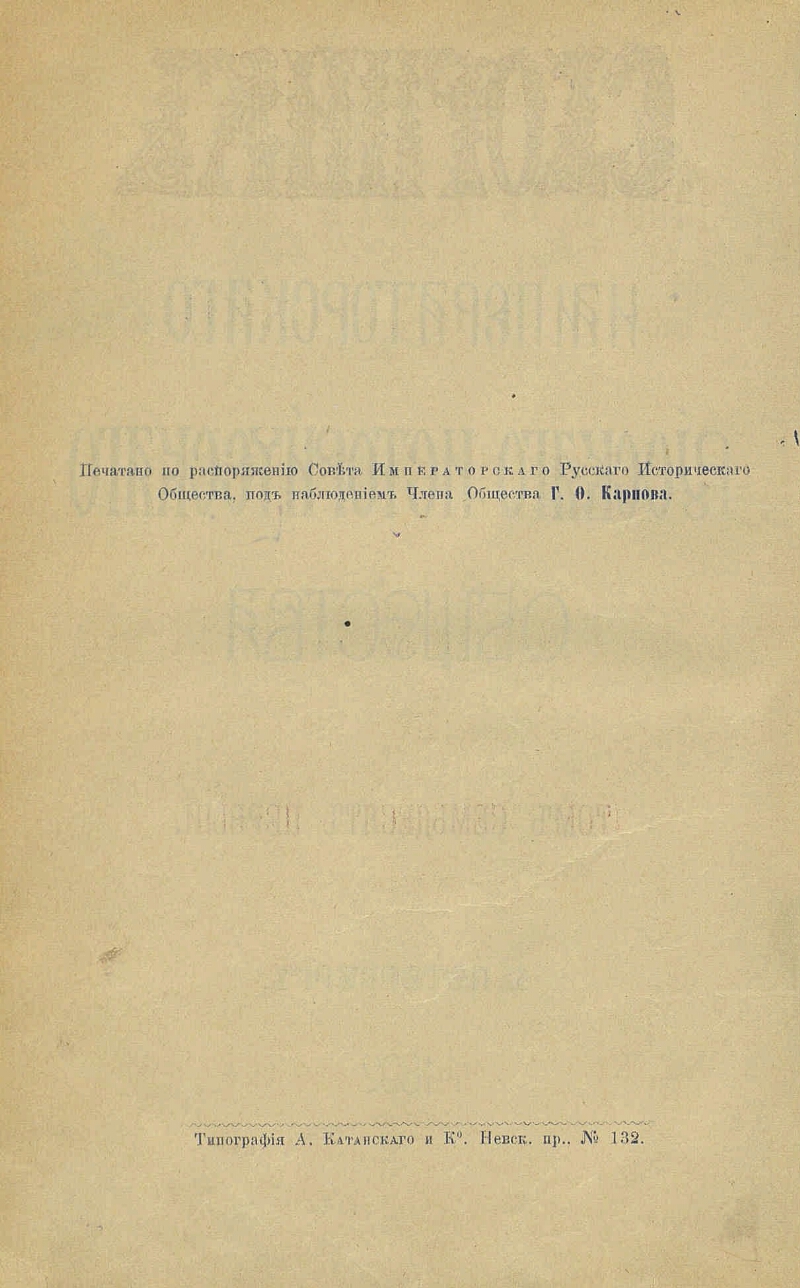 Печатано по распоряженію Совѣта Императорскаго Русскаго Историческаго
Общества, подъ наблюденіемъ Члена Общества Г. Ѳ. Карпова.
Типографія А. Катанскаго и К°. Невск. пр.. № 132.